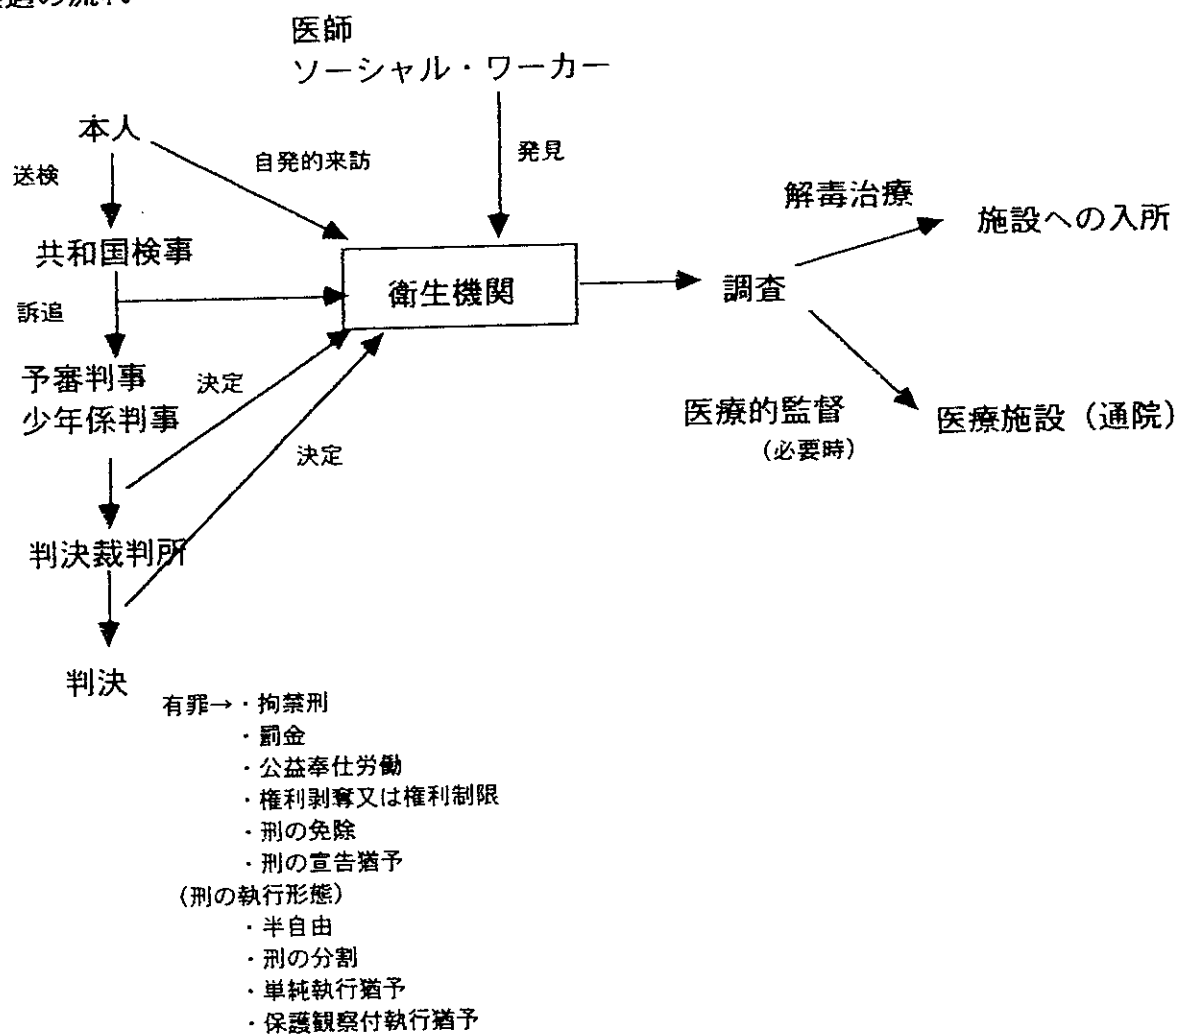 の流れ
医師
ソーシャル・ワーカー
本人
送検
自発的来訪
発見
共和国検事
訴追
衛生機関
調査
解毒治療
施設への入所
医療的監督
(必要時)
医療施設(通院)
予審判事
少年係判事
決定
決定
判決裁判所
判決
有罪→・拘禁刑
・罰金
・公益奉仕労働
・権利剥奪又は権利制限
・刑の免除
・刑の宣告猶予
(刑の執行形態)
・半自由
・刑の分割
・単純執行猶予
・保護観察付執行猶予